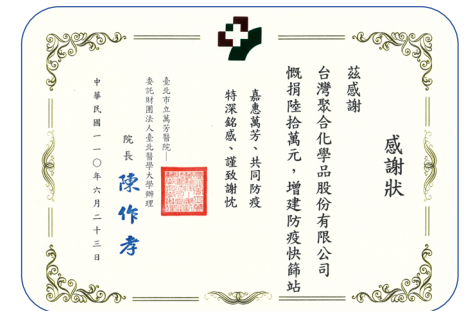 感謝狀
茲感謝
台灣聚合化學品股份有限公司
慨捐陸拾萬元，增建防疫快篩站
嘉惠萬芳、共同防疫
特深銘感、謹致謝忱
臺北市立萬芳醫院—
委託財團法人臺北醫學大學辦理
院長 陳作孝
中華民國一一〇年六月二十三日